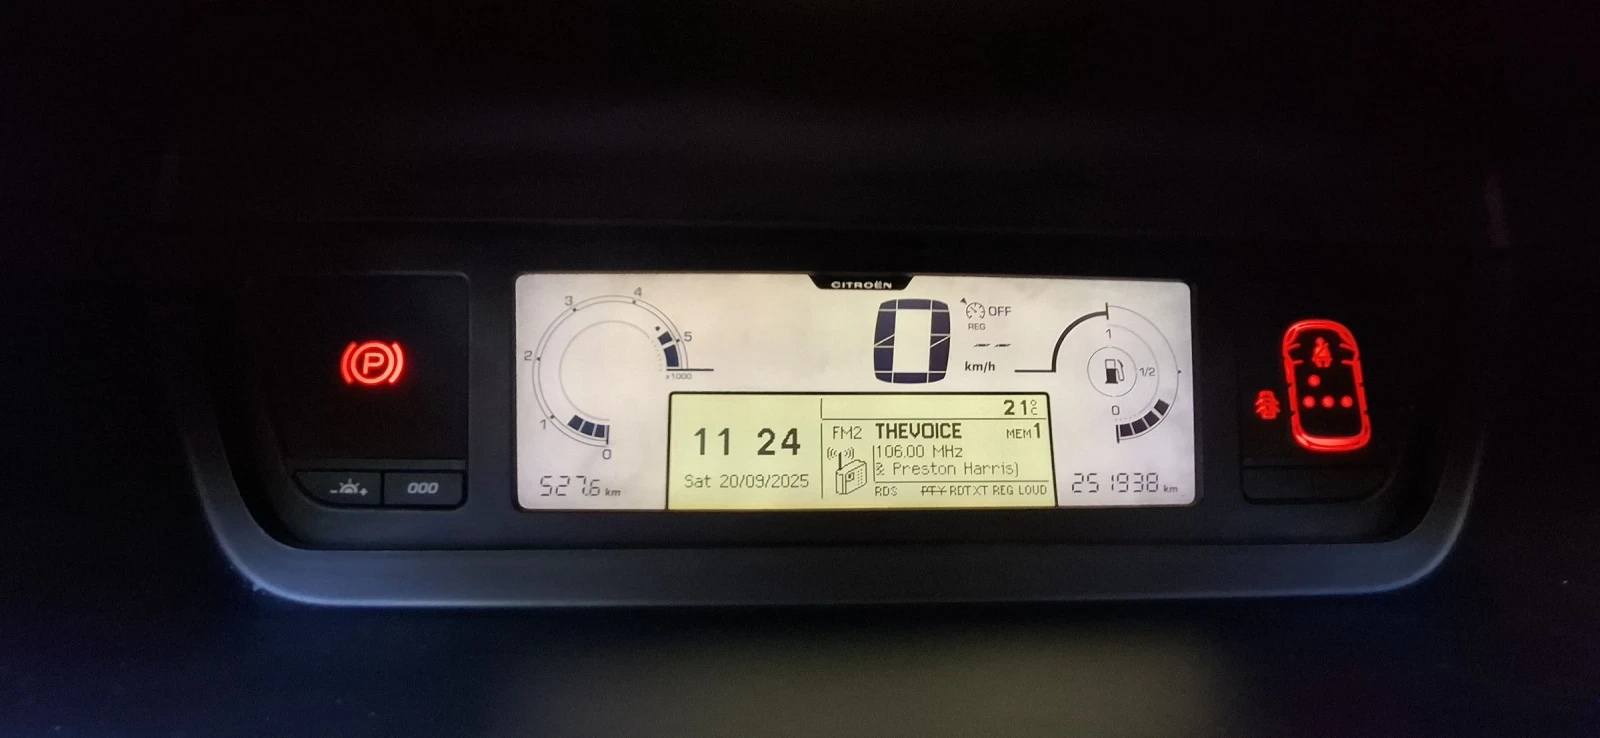 CITROËN
4
3
5
2
x1000
1
0
527.6 km
P
000
0
OFF
REG
-- --
km/h
1
1/2
0
21°C
11 24
Sat 20/09/2025
FM2 THEVOICE MEM1
106.00 MHz
& Preston Harris)
RDS PTY RDTXT REG LOUD
251938 km